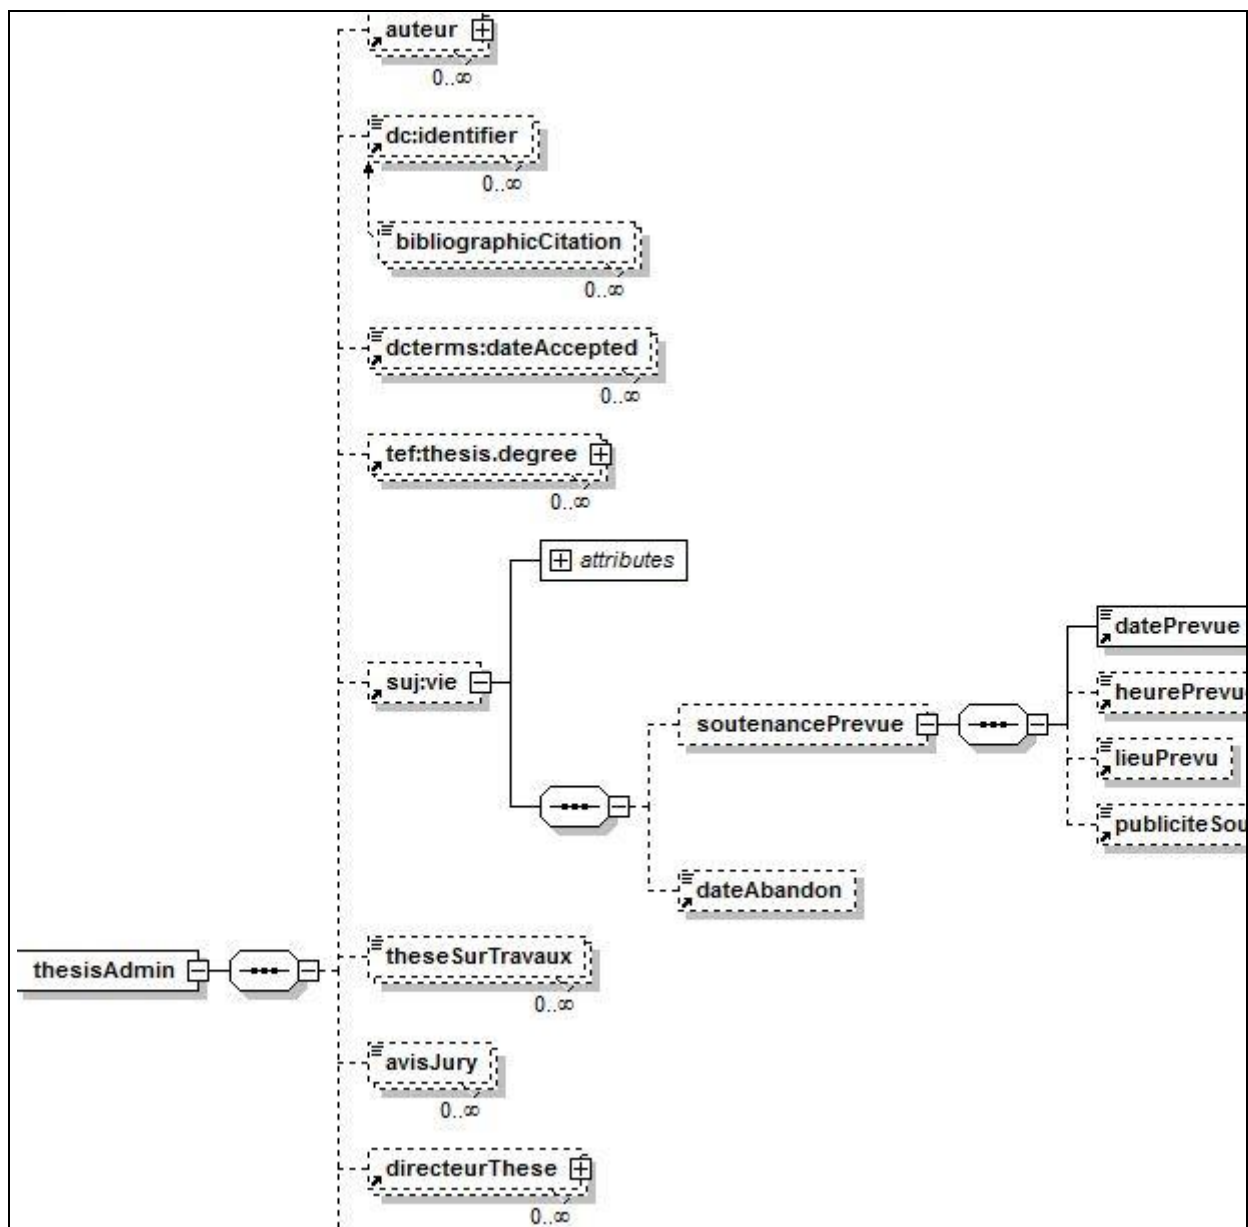 auteur
0..∞
dc:identifier
0..∞
bibliographicCitation
0..∞
dcterms:dateAccepted
0..∞
tef:thesis.degree
0..∞
attributes
suj:vie
datePrevue
soutenancePrevue
lieuPrevu
dateAbandon
thesisAdmin
theseSurTravaux
0..∞
avisJury
0..∞
directeurThese
0..∞